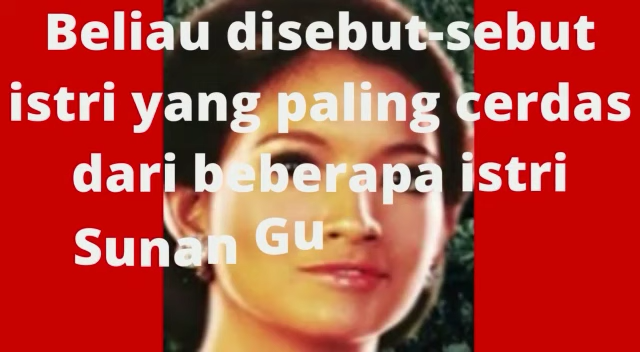 Beliau disebut-sebut
istri yang paling cerdas
dari beberapa istri
Sunan Gu